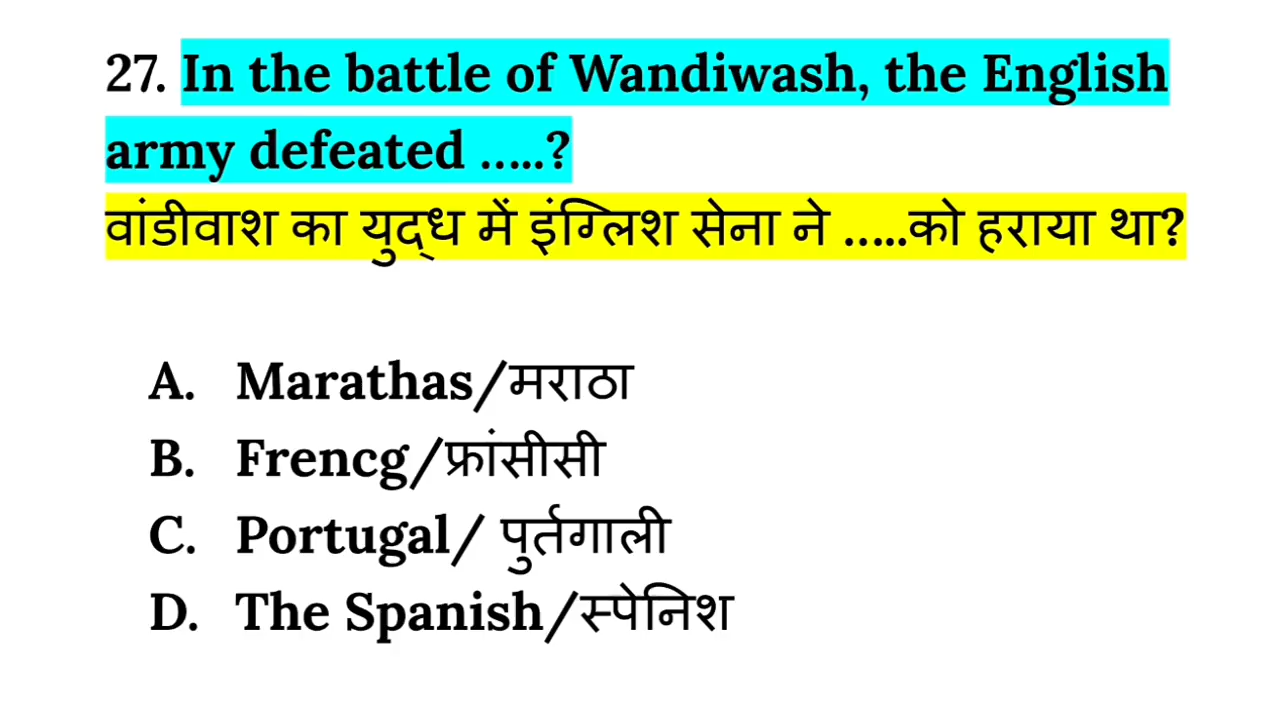 27. In the battle of Wandiwash, the English
army defeated .....?
वांडीवाश का युद्ध में इंग्लिश सेना ने .....को हराया था?
A. Marathas/मराठा
B. Frencg/फ्रांसीसी
C. Portugal/ पुर्तगाली
D. The Spanish/स्पेनिश